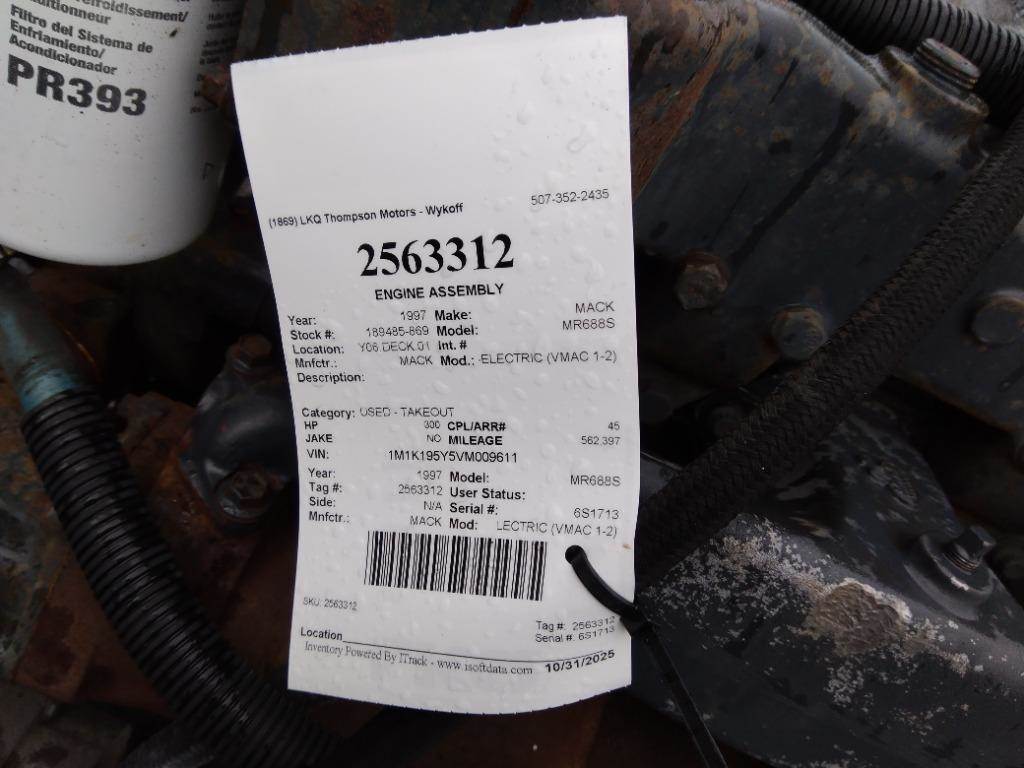 efroidissement/
ditionneur
Filtro del Sistema de
Enfriamiento/
Acondicionador
PR393
(1869) LKQ Thompson Motors - Wykoff 507-352-2435
2563312
ENGINE ASSEMBLY
Year: 1997 Make: MACK
Stock #: 189485-869 Model: MR688S
Location: Y06.DECK.01 Int. #
Mnfctr.: MACK Mod.: -ELECTRIC (VMAC 1-2)
Description:
Category: USED - TAKEOUT
HP 300 CPL/ARR# 45
JAKE NO MILEAGE 562,397
VIN: 1M1K195Y5VM009611
Year: 1997 Model: MR688S
Tag #: 2563312 User Status:
Side: N/A Serial #: 6S1713
Mnfctr.: MACK Mod: LECTRIC (VMAC 1-2)
SKU: 2563312
Tag #: 2563312
Location Serial #: 6S1713
Inventory Powered By ITrack - www.isoftdata.com 10/31/2025